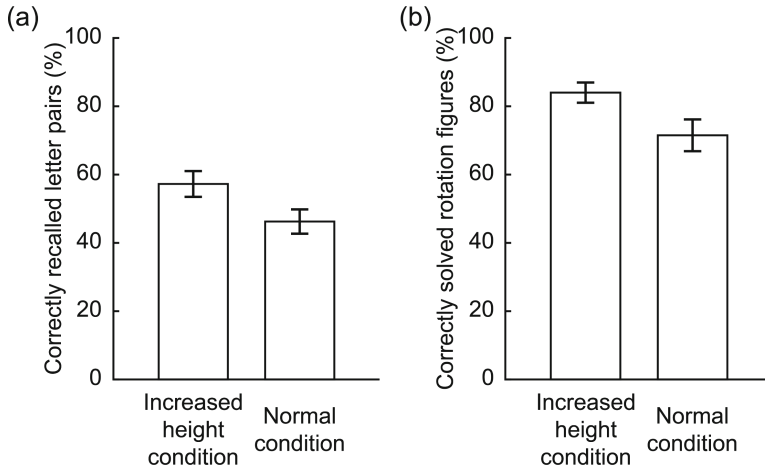 (a)
Correctly recalled letter pairs (%)
100
80
60
40
20
0
Increased
height
condition
Normal
condition
(b)
Correctly solved rotation figures (%)
100
80
60
40
20
0
Increased
height
condition
Normal
condition